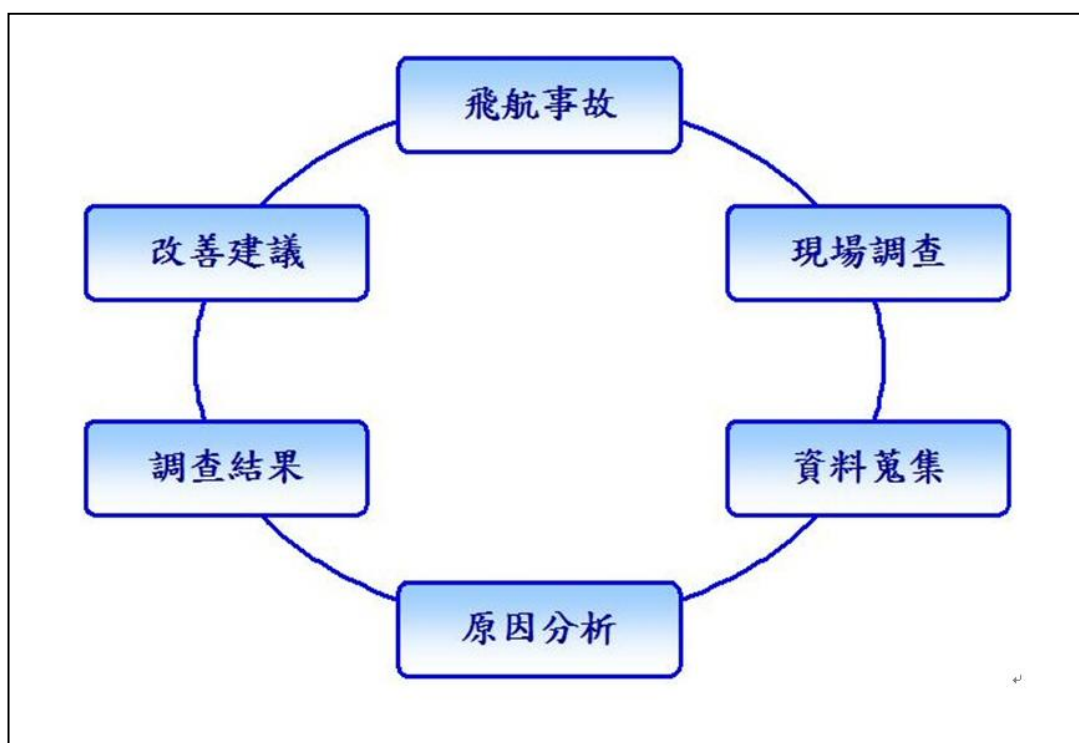 飛航事故
改善建議
現場調查
調查結果
資料蒐集
原因分析